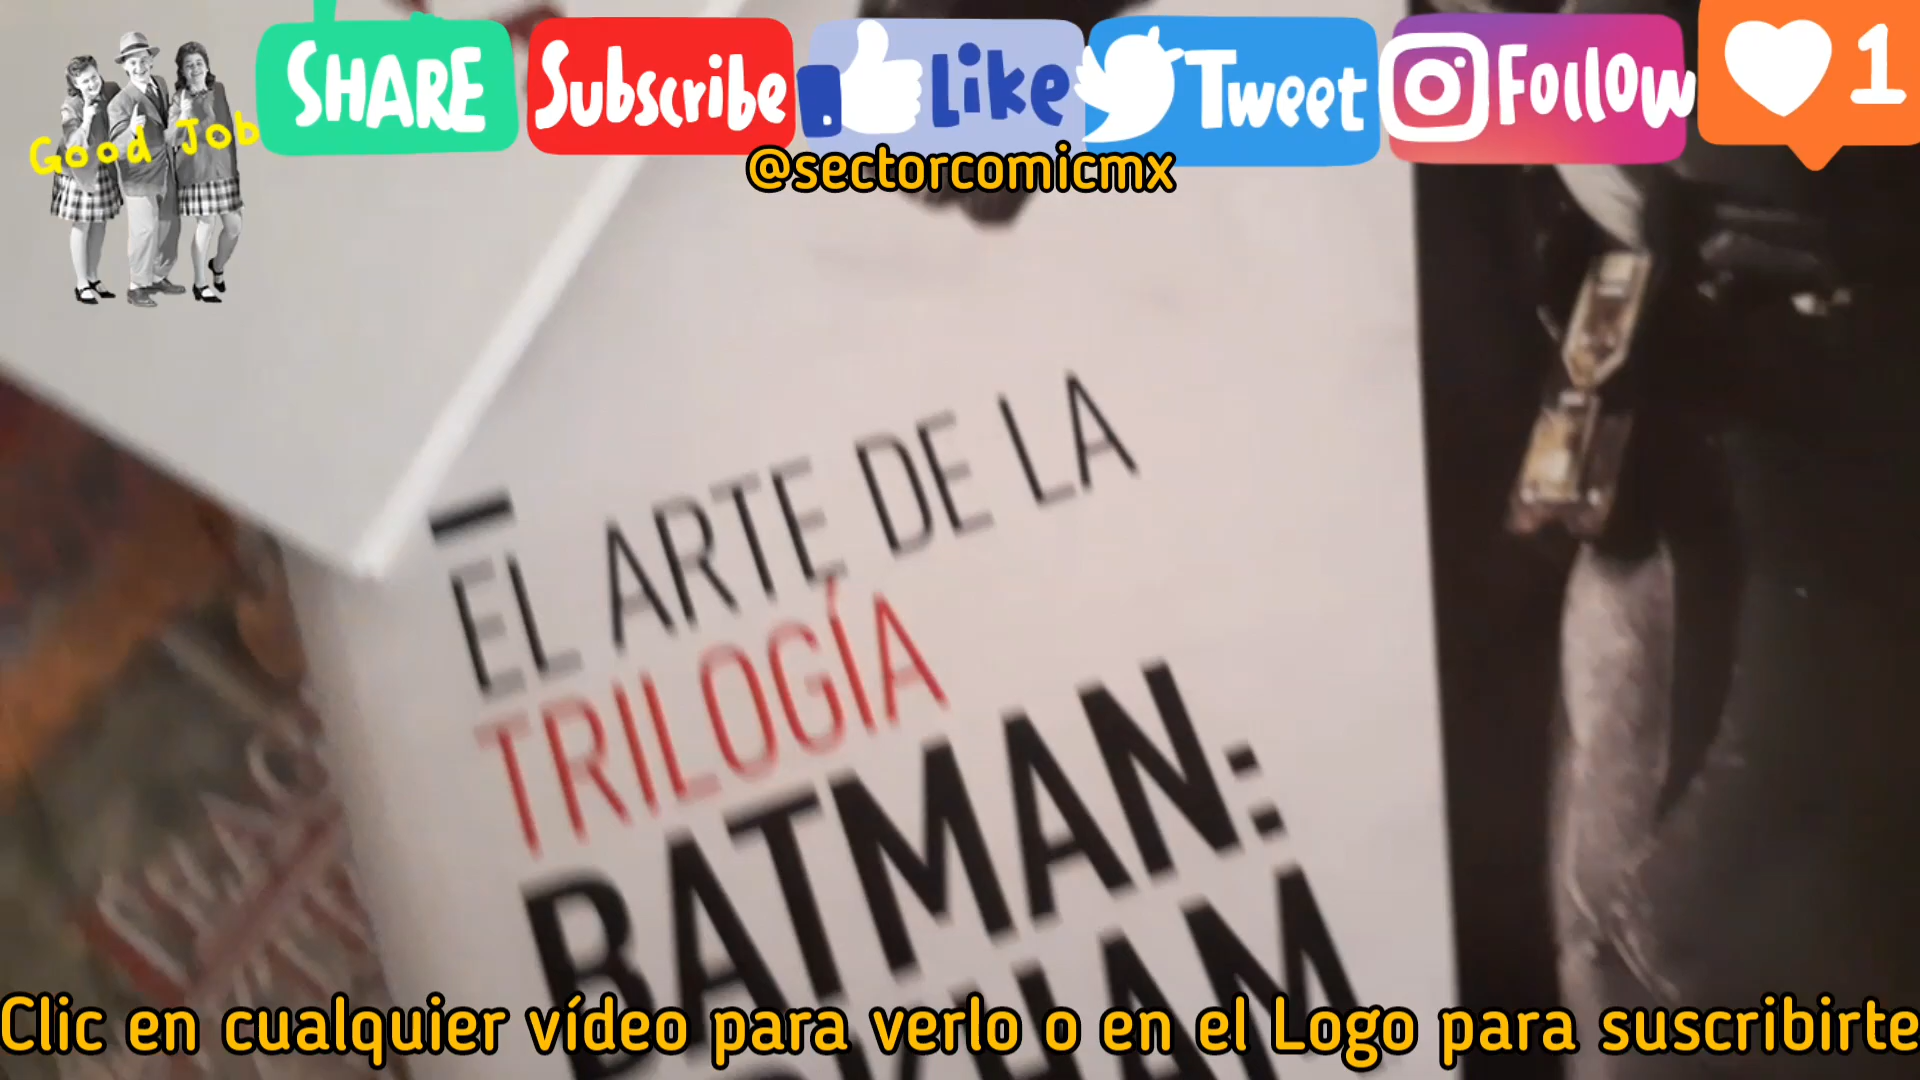 Good Job
SHARE
Subscribe
Like
Tweet
Follow
1
@sectorcomicmx
EL ARTE DE LA
TRILOGÍA
BATMAN:
Clic en cualquier vídeo para verlo o en el Logo para suscribirte